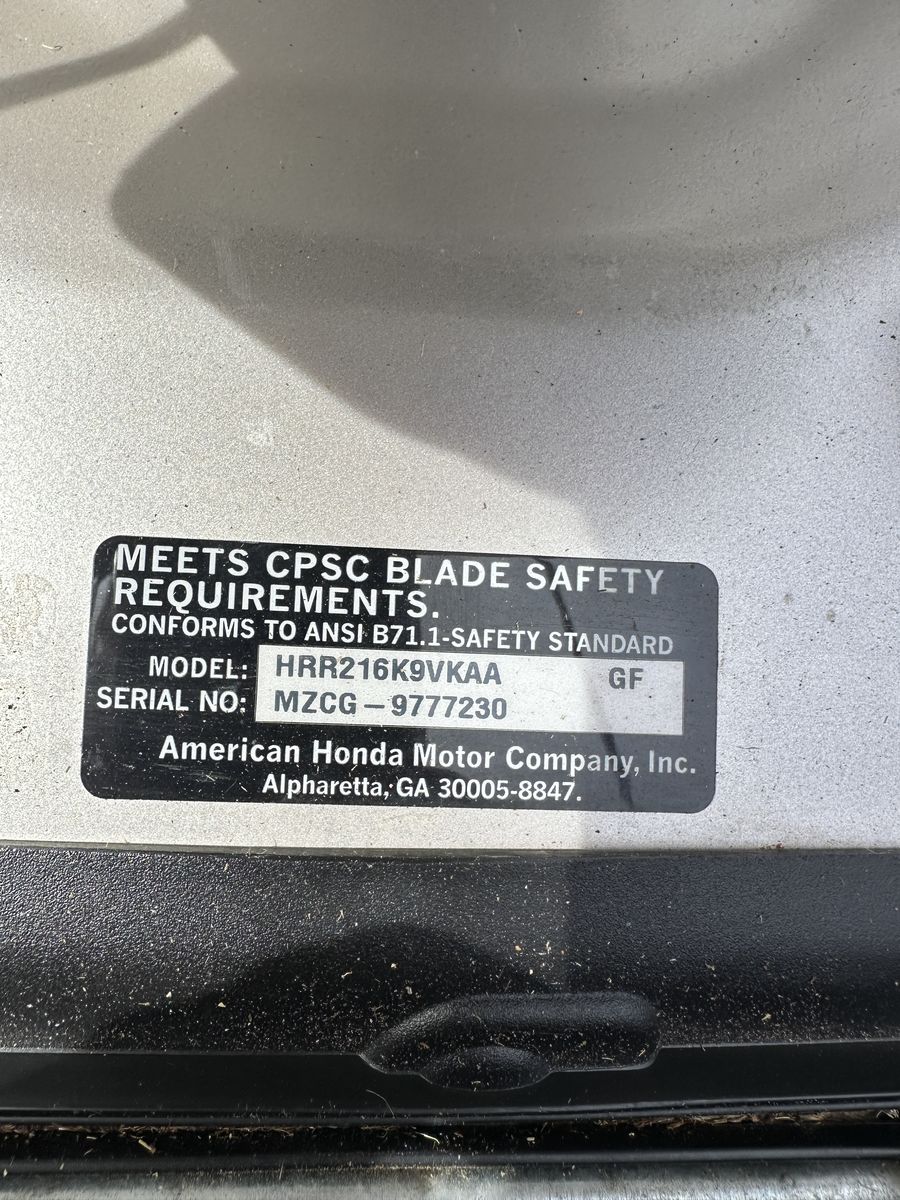 MEETS CPSC BLADE SAFETY
REQUIREMENTS.
CONFORMS TO ANSI B71.1-SAFETY STANDARD
MODEL: HRR216K9VKAA GF
SERIAL NO: MZCG-9777230
American Honda Motor Company, Inc.
Alpharetta, GA 30005-8847.